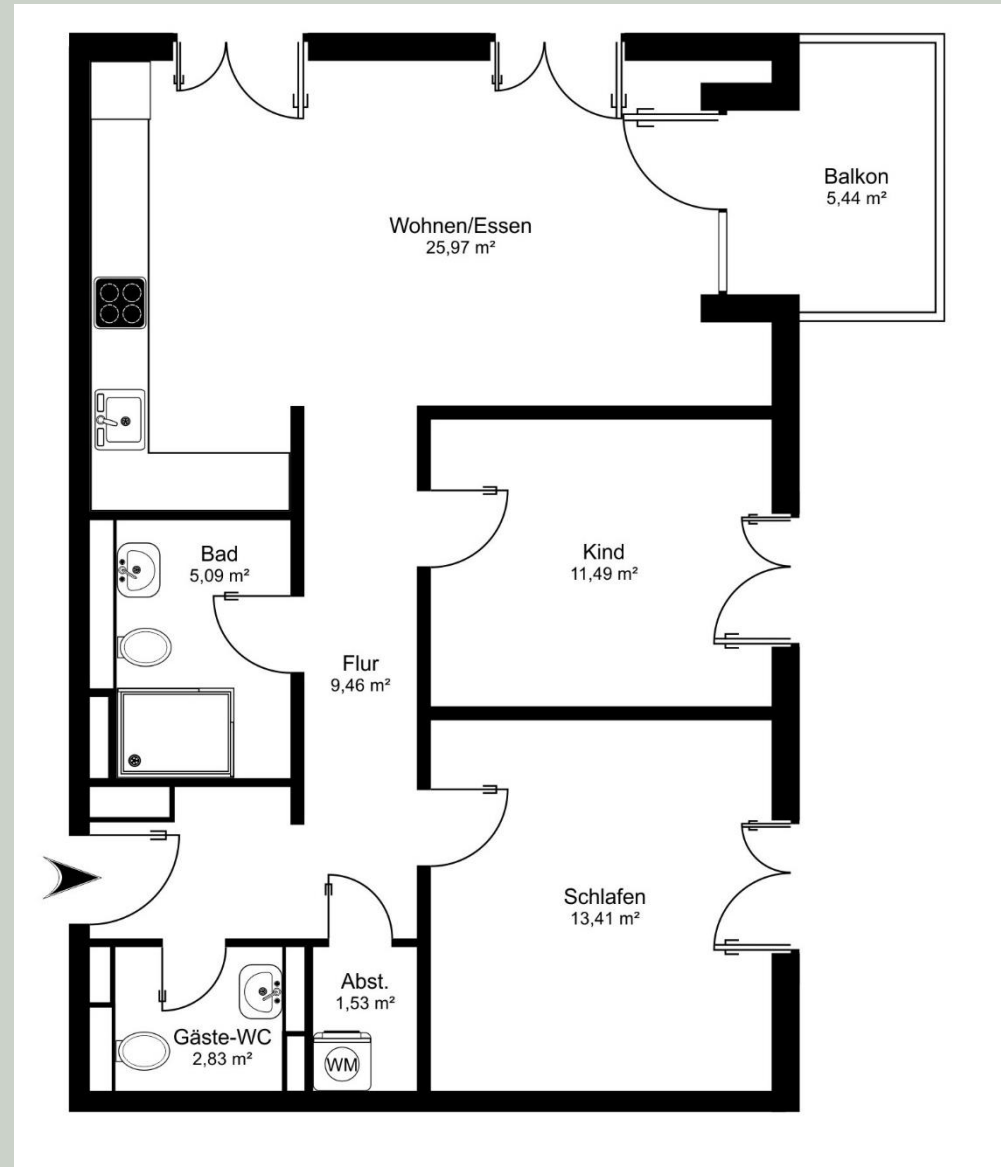 Balkon
5,44 m²
Wohnen/Essen
25,97 m²
Bad
5,09 m²
Kind
11,49 m²
Flur
9,46 m²
Schlafen
13,41 m²
Abst.
1,53 m²
Gäste-WC
2,83 m²
WM